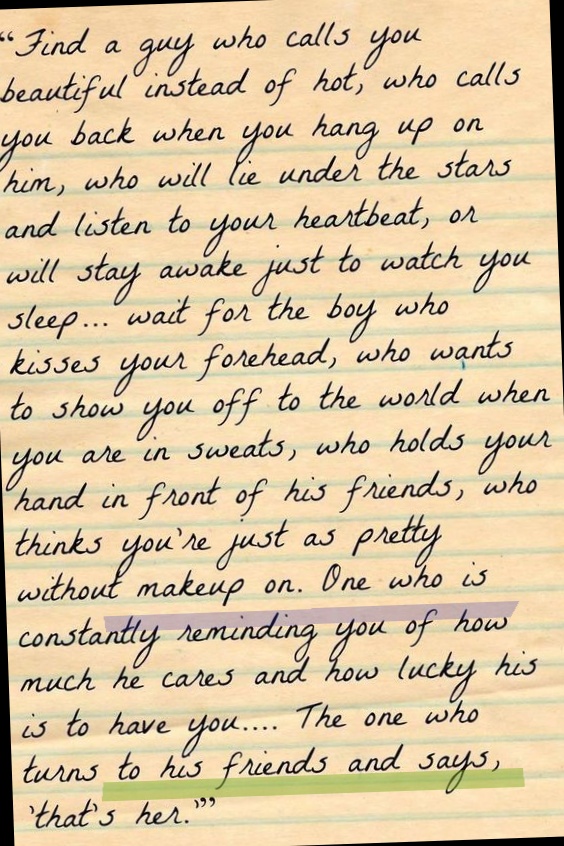 “Find a guy who calls you
beautiful instead of hot, who calls
you back when you hang up on
him, who will lie under the stars
and listen to your heartbeat, or
will stay awake just to watch you
sleep... wait for the boy who
kisses your forehead, who wants
to show you off to the world when
you are in sweats, who holds your
hand in front of his friends, who
thinks you're just as pretty
without makeup on. One who is
constantly reminding you of how
much he cares and how lucky his
is to have you.... The one who
turns to his friends and says,
'that's her.'”